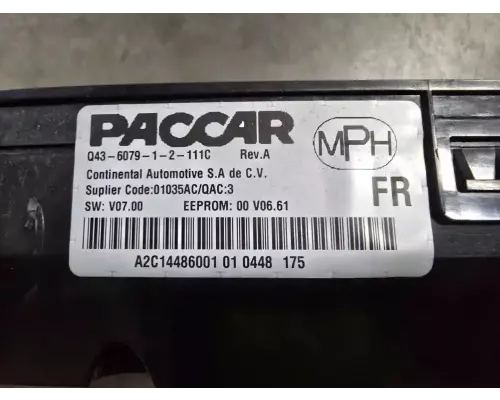 PACCAR
MPH
Q43-6079-1-2-111C Rev.A
Continental Automotive S.A de C.V.
Suplier Code:01035AC/QAC:3
FR
SW: V07.00 EEPROM: 00 V06.61
A2C14486001 01 0448 175